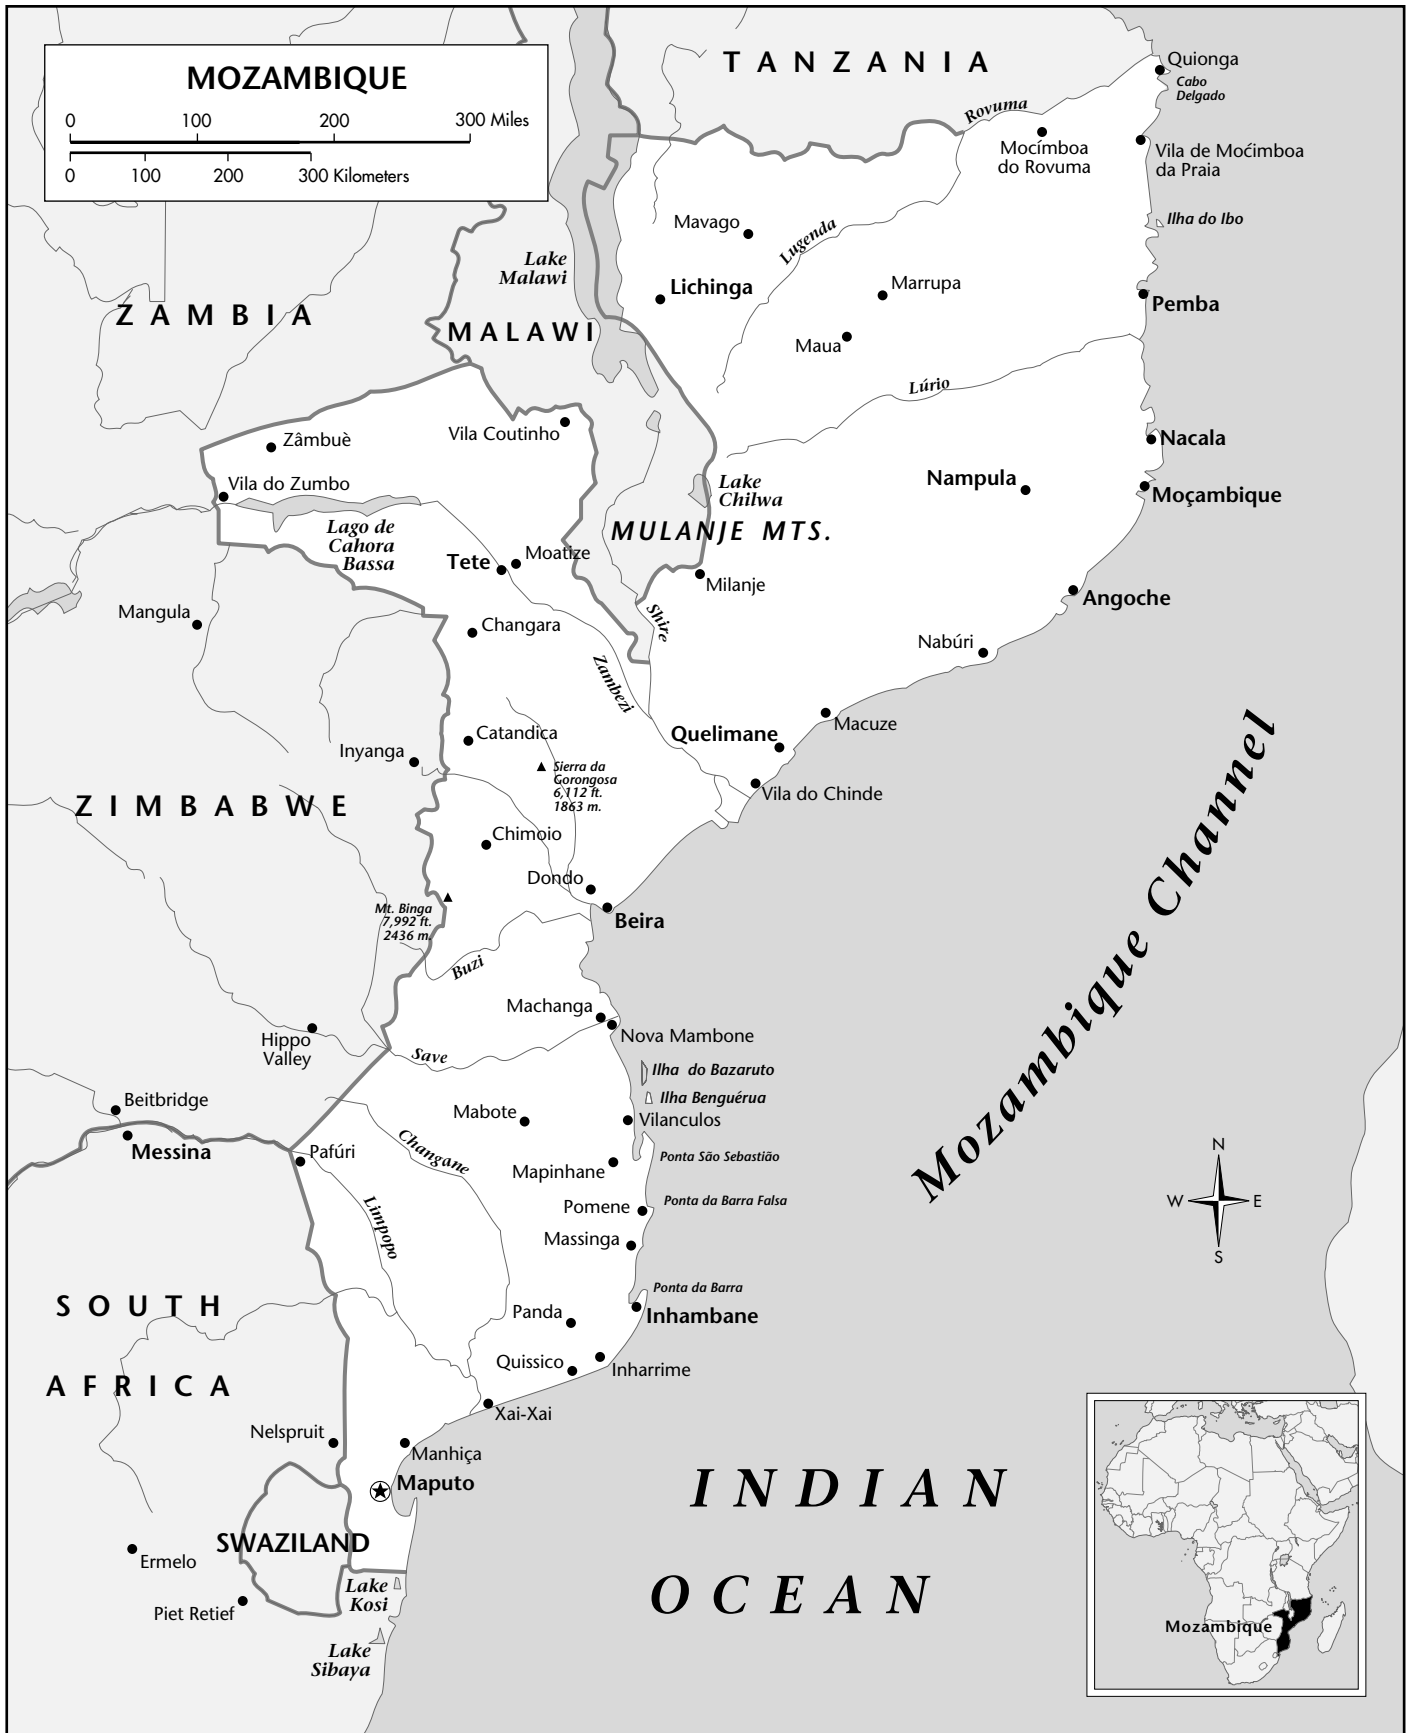 MOZAMBIQUE
0 100 200 300 Miles
0 100 200 300 Kilometers
TANZANIA
Quionga
Cabo
Delgado
Rovuma
Mocímboa
do Rovuma
Vila de Moćimboa
da Praia
Ilha do Ibo
Mavago
Lugenda
Lake
Malawi
Lichinga
Marrupa
Pemba
ZAMBIA
MALAWI
Maua
Lúrio
Zâmbuè
Vila Coutinho
Nacala
Vila do Zumbo
Lake
Chilwa
Nampula
Moçambique
Lago de
Cahora
Bassa
MULANJE MTS.
Tete
Moatize
Milanje
Angoche
Mangula
Changara
Shire
Nabúri
Zambezi
Macuze
Quelimane
Catandica
Inyanga
Sierra da
Gorongosa
6,112 ft.
1863 m.
Vila do Chinde
ZIMBABWE
Chimoio
Dondo
Mt. Binga
7,992 ft.
2436 m.
Beira
Buzi
Mozambique Channel
Machanga
Nova Mambone
Hippo
Valley
Save
Ilha do Bazaruto
Ilha Benguérua
Beitbridge
Mabote
Vilanculos
Messina
Pafúri
Changane
Mapinhane
Ponta São Sebastião
Limpopo
Pomene
Ponta da Barra Falsa
Massinga
N
W E
S
Ponta da Barra
SOUTH
AFRICA
Panda
Inhambane
Quissico
Inharrime
Xai-Xai
Nelspruit
Manhiça
Maputo
INDIAN
OCEAN
SWAZILAND
Ermelo
Lake
Kosi
Piet Retief
Lake
Sibaya
Mozambique